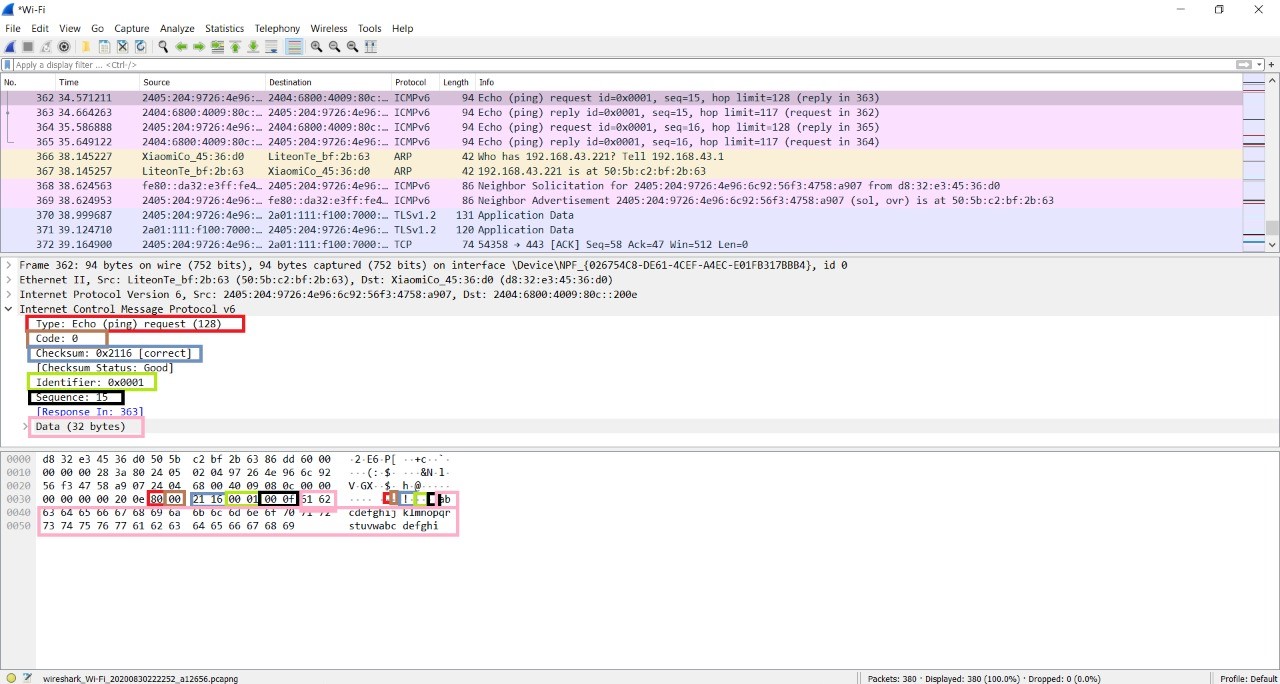 *Wi-Fi
File Edit View Go Capture Analyze Statistics Telephony Wireless Tools Help
Apply a display filter ... <Ctrl-/>
No. Time Source Destination Protocol Length Info
362 34.571211 2405:204:9726:4e96:… 2404:6800:4009:80c:… ICMPv6 94 Echo (ping) request id=0x0001, seq=15, hop limit=128 (reply in 363)
363 34.664263 2404:6800:4009:80c:… 2405:204:9726:4e96:… ICMPv6 94 Echo (ping) reply id=0x0001, seq=15, hop limit=117 (request in 362)
364 35.586888 2405:204:9726:4e96:… 2404:6800:4009:80c:… ICMPv6 94 Echo (ping) request id=0x0001, seq=16, hop limit=128 (reply in 365)
365 35.649122 2404:6800:4009:80c:… 2405:204:9726:4e96:… ICMPv6 94 Echo (ping) reply id=0x0001, seq=16, hop limit=117 (request in 364)
366 38.145227 XiaomiCo_45:36:d0 LiteonTe_bf:2b:63 ARP 42 Who has 192.168.43.221? Tell 192.168.43.1
367 38.145257 LiteonTe_bf:2b:63 XiaomiCo_45:36:d0 ARP 42 192.168.43.221 is at 50:5b:c2:bf:2b:63
368 38.624563 fe80::da32:e3ff:fe4… 2405:204:9726:4e96:… ICMPv6 86 Neighbor Solicitation for 2405:204:9726:4e96:6c92:56f3:4758:a907 from d8:32:e3:45:36:d0
369 38.624953 2405:204:9726:4e96:… fe80::da32:e3ff:fe4… ICMPv6 86 Neighbor Advertisement 2405:204:9726:4e96:6c92:56f3:4758:a907 (sol, ovr) is at 50:5b:c2:bf:2b:63
370 38.999687 2405:204:9726:4e96:… 2a01:111:f100:7000:… TLSv1.2 131 Application Data
371 39.124710 2a01:111:f100:7000:… 2405:204:9726:4e96:… TLSv1.2 120 Application Data
372 39.164900 2405:204:9726:4e96:… 2a01:111:f100:7000:… TCP 74 54358 → 443 [ACK] Seq=58 Ack=47 Win=512 Len=0
Frame 362: 94 bytes on wire (752 bits), 94 bytes captured (752 bits) on interface \Device\NPF_{026754C8-DE61-4CEF-A4EC-E01FB317BBB4}, id 0
Ethernet II, Src: LiteonTe_bf:2b:63 (50:5b:c2:bf:2b:63), Dst: XiaomiCo_45:36:d0 (d8:32:e3:45:36:d0)
Internet Protocol Version 6, Src: 2405:204:9726:4e96:6c92:56f3:4758:a907, Dst: 2404:6800:4009:80c::200e
Internet Control Message Protocol v6
Type: Echo (ping) request (128)
Code: 0
Checksum: 0x2116 [correct]
[Checksum Status: Good]
Identifier: 0x0001
Sequence: 15
[Response In: 363]
Data (32 bytes)
0000 d8 32 e3 45 36 d0 50 5b c2 bf 2b 63 86 dd 60 00 ·2·E6·P[ ··+c··`·
0010 00 00 00 28 3a 80 24 05 02 04 97 26 4e 96 6c 92 ···(:·$· ···&N·l·
0020 56 f3 47 58 a9 07 24 04 68 00 40 09 08 0c 00 00 V·GX··$· h·@·····
0030 00 00 00 00 20 0e 80 00 21 16 00 01 00 0f 61 62 ···· ··· !·····ab
0040 63 64 65 66 67 68 69 6a 6b 6c 6d 6e 6f 70 71 72 cdefghij klmnopqr
0050 73 74 75 76 77 61 62 63 64 65 66 67 68 69 stuvwabc defghi
wireshark_Wi-Fi_20200830222252_a12656.pcapng Packets: 380 · Displayed: 380 (100.0%) · Dropped: 0 (0.0%) Profile: Default